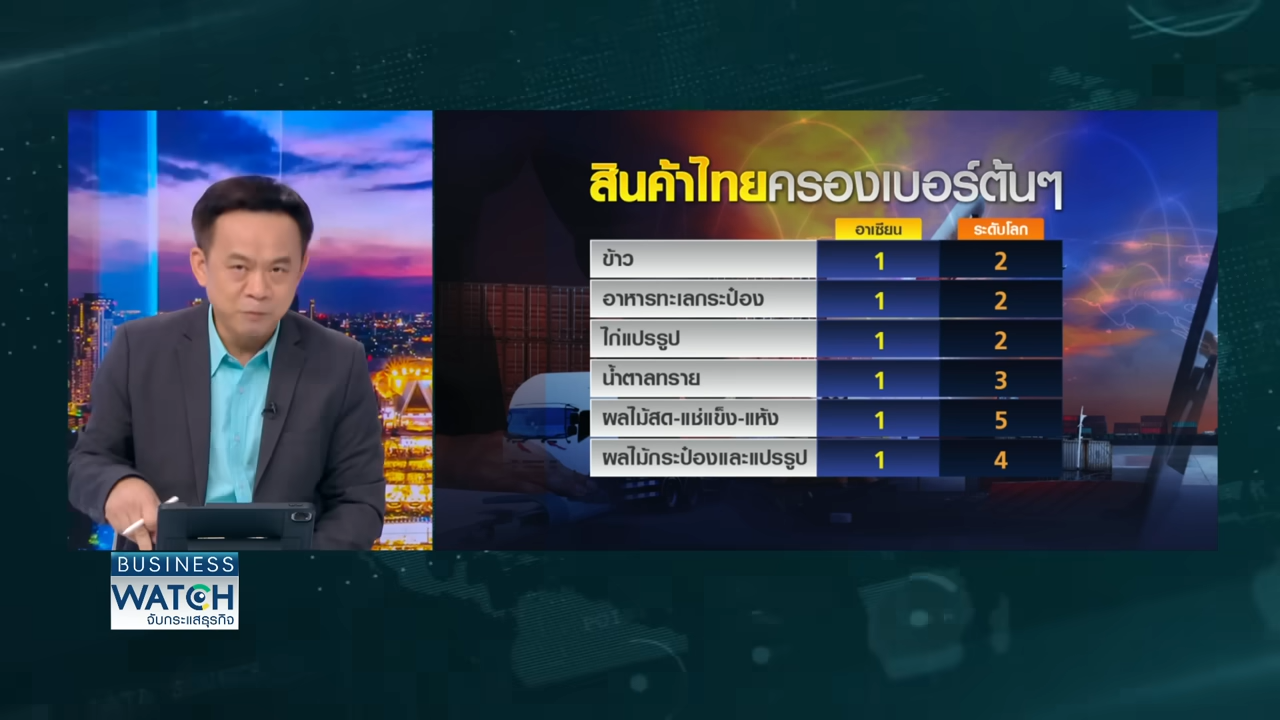 สินค้าไทยครองเบอร์ต้นๆ
อาเซียน ระดับโลก
ข้าว 1 2
อาหารทะเลกระป๋อง 1 2
ไก่แปรรูป 1 2
น้ำตาลทราย 1 3
ผลไม้สด-แช่แข็ง-แห้ง 1 5
ผลไม้กระป๋องและแปรรูป 1 4
BUSINESS
WATCH
จับกระแสธุรกิจ